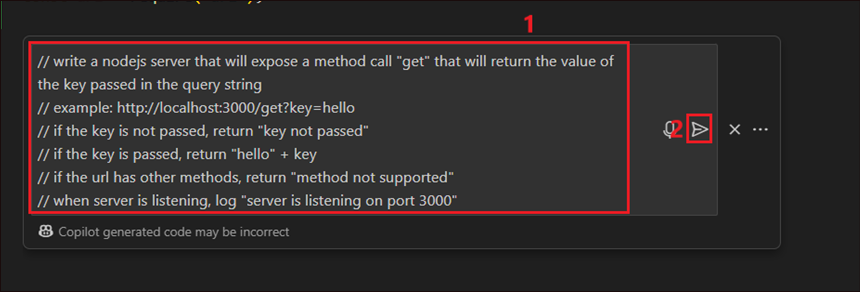 1
// write a nodejs server that will expose a method call "get" that will return the value of
the key passed in the query string
// example: http://localhost:3000/get?key=hello
// if the key is not passed, return "key not passed"
2
// if the key is passed, return "hello" + key
// if the url has other methods, return "method not supported"
// when server is listening, log "server is listening on port 3000"
Copilot generated code may be incorrect